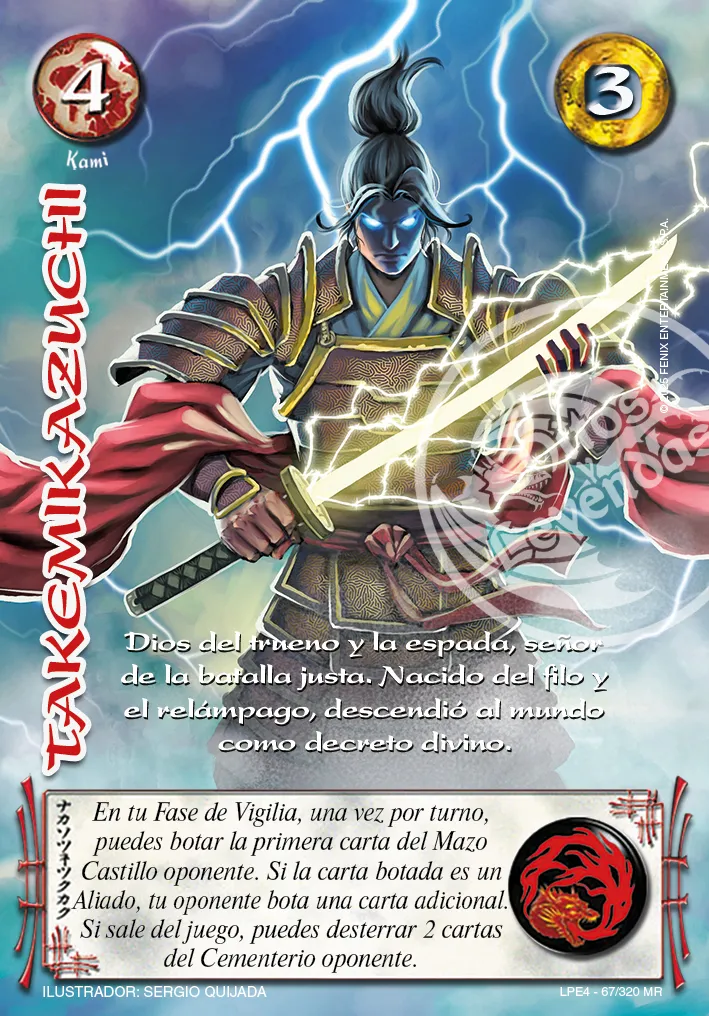 4
3
Kami
TAKEMIKAZUCHI
Dios del trueno y la espada, señor
de la batalla justa. Nacido del filo y
el relámpago, descendió al mundo
como decreto divino.
En tu Fase de Vigilia, una vez por turno,
puedes botar la primera carta del Mazo
Castillo oponente. Si la carta botada es un
Aliado, tu oponente bota una carta adicional.
Si sale del juego, puedes desterrar 2 cartas
del Cementerio oponente.
ILUSTRADOR: SERGIO QUIJADA
LPE4 - 67/320 MR